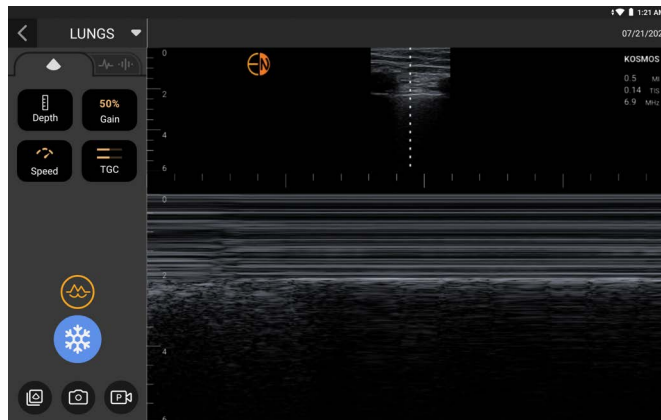 1:21 AM
LUNGS
07/21/202
KOSMOS
0.5 MI
0.14 TIS
6.9 MHz
Depth
50%
Gain
Speed
TGC
0
2
4
6
0
2
4
6
P